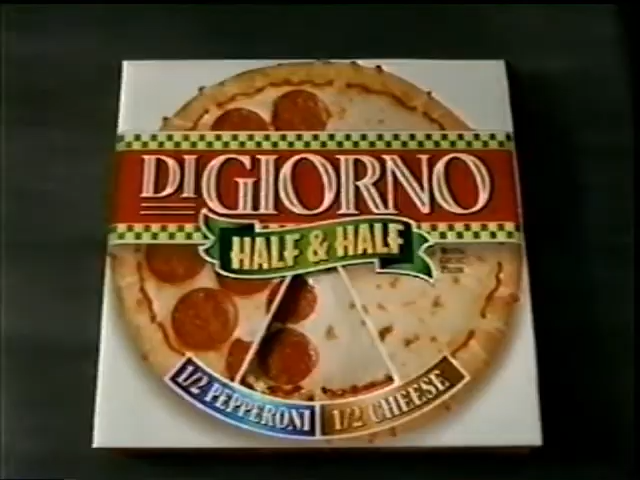 DIGIORNO
HALF & HALF
1/2 PEPPERONI 1/2 CHEESE